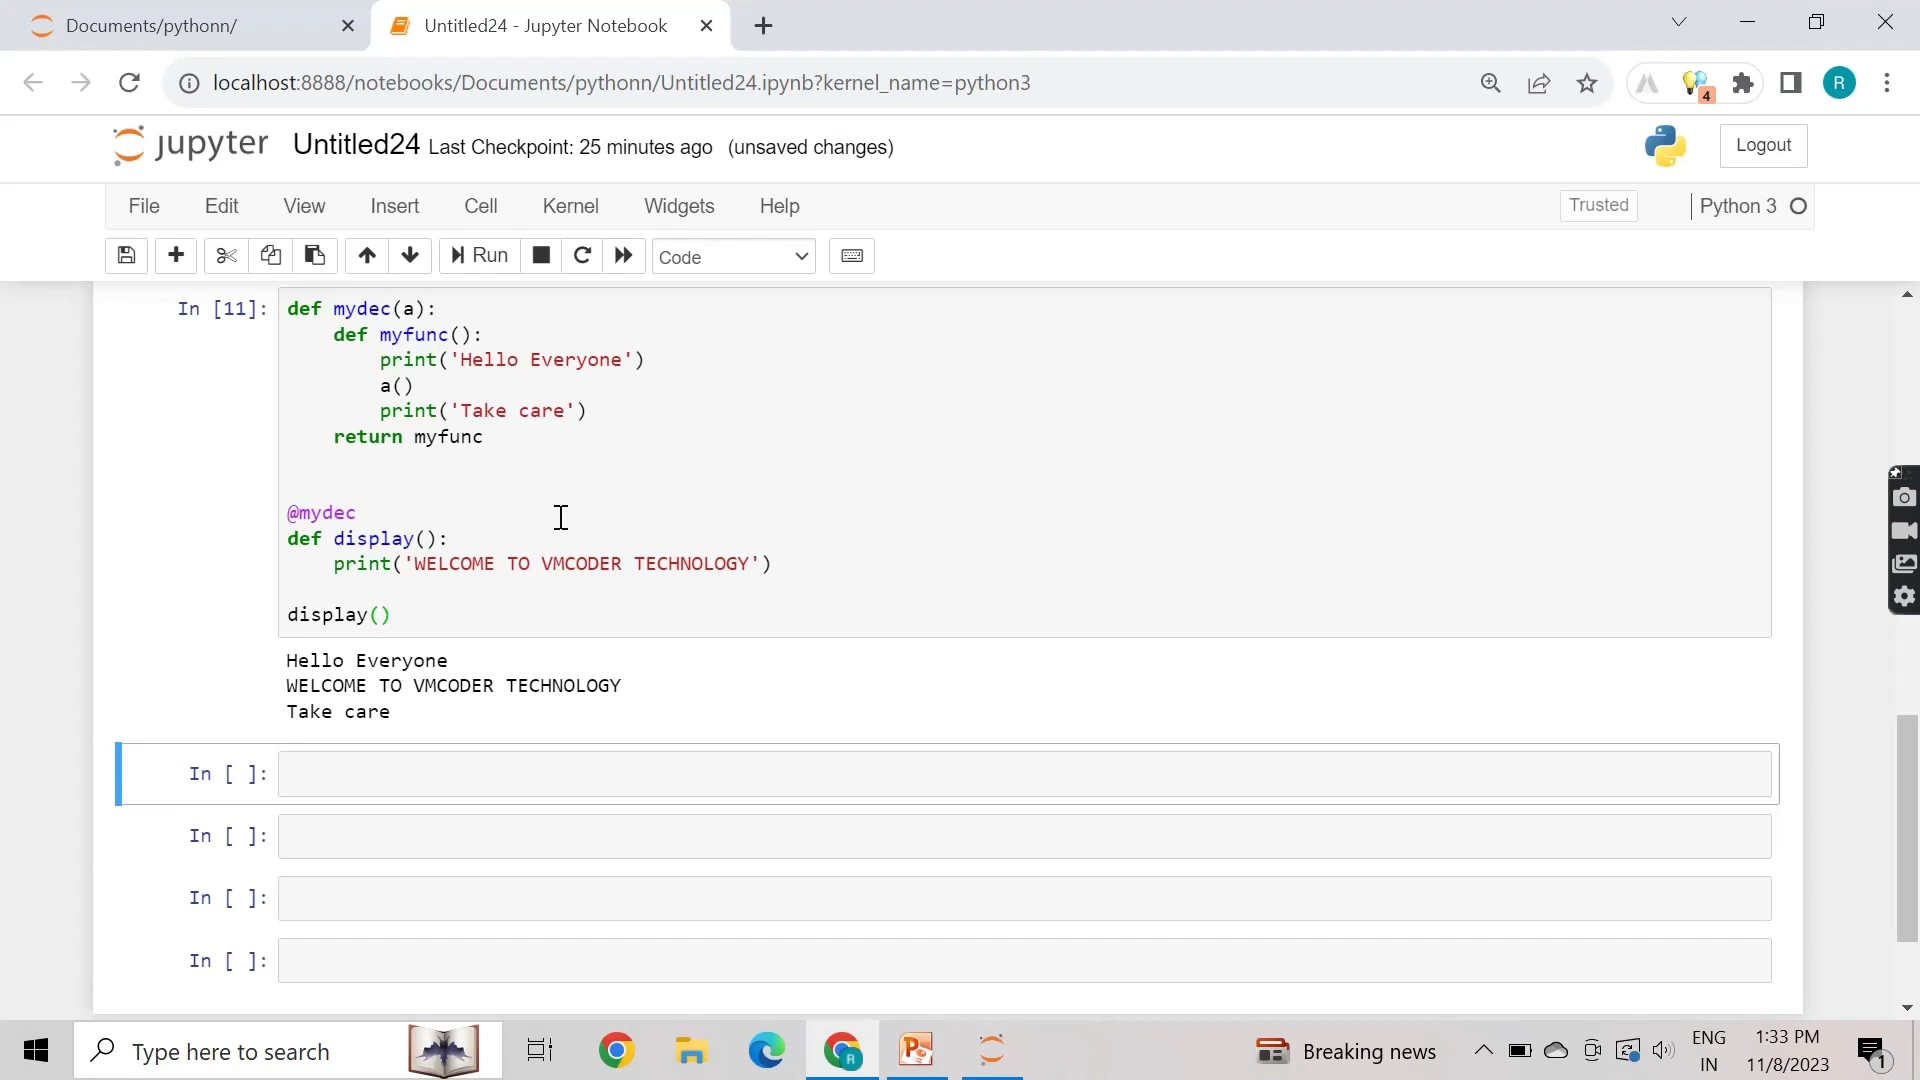 Documents/pythonn/
Untitled24 - Jupyter Notebook
localhost:8888/notebooks/Documents/pythonn/Untitled24.ipynb?kernel_name=python3
4
R
jupyter Untitled24 Last Checkpoint: 25 minutes ago (unsaved changes)
Logout
File Edit View Insert Cell Kernel Widgets Help
Trusted
Python 3
Run
Code
In [11]:
def mydec(a):
    def myfunc():
        print('Hello Everyone')
        a()
        print('Take care')
    return myfunc
@mydec
def display():
    print('WELCOME TO VMCODER TECHNOLOGY')
display()
Hello Everyone
WELCOME TO VMCODER TECHNOLOGY
Take care
In [ ]:
In [ ]:
In [ ]:
In [ ]:
Type here to search
R
P
Breaking news
ENG
IN
1:33 PM
11/8/2023
1